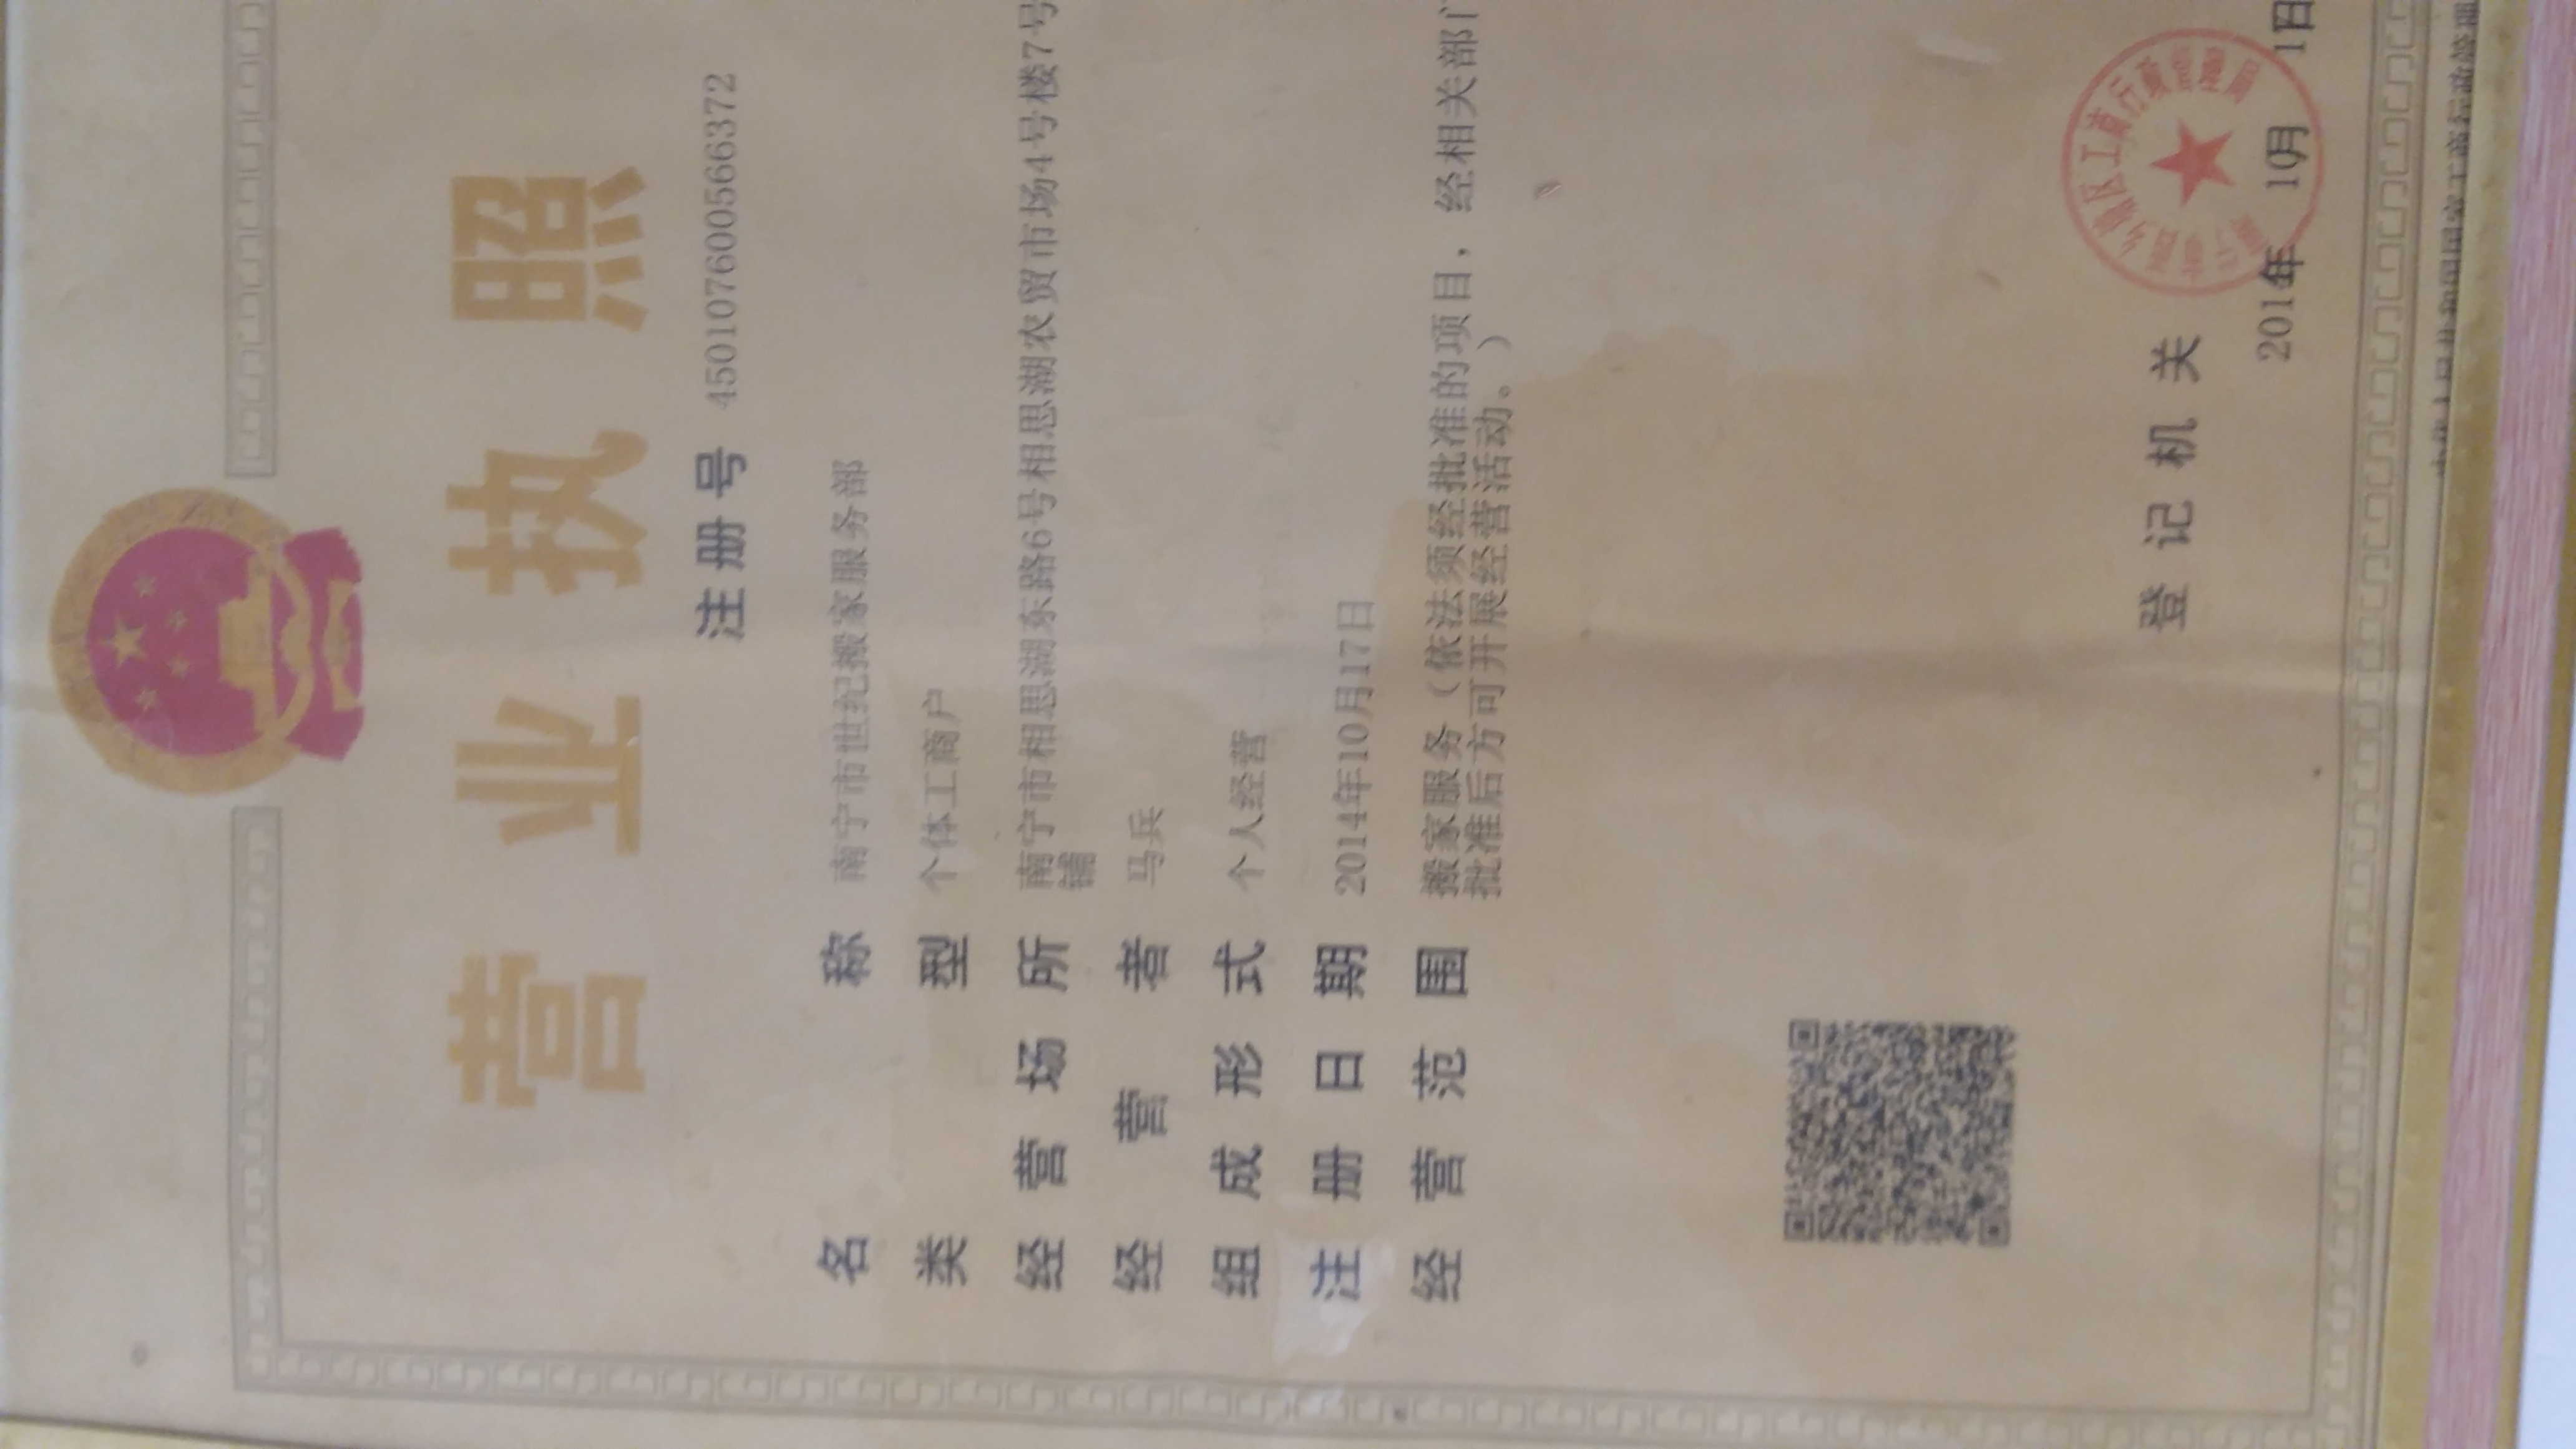 营业执照
注册号 450107600566372
名称 南宁市市世纪搬家服务部
类型 个体工商户
经营场所 南宁市相思湖东路6号相思湖农贸市场4号楼7号
铺
经营者 马兵
组成形式 个人经营
注册日期 2014年10月17日
经营范围 搬家服务（依法须经批准的项目，经相关部门
批准后方可开展经营活动。）
登记机关
2014年 10月 1日